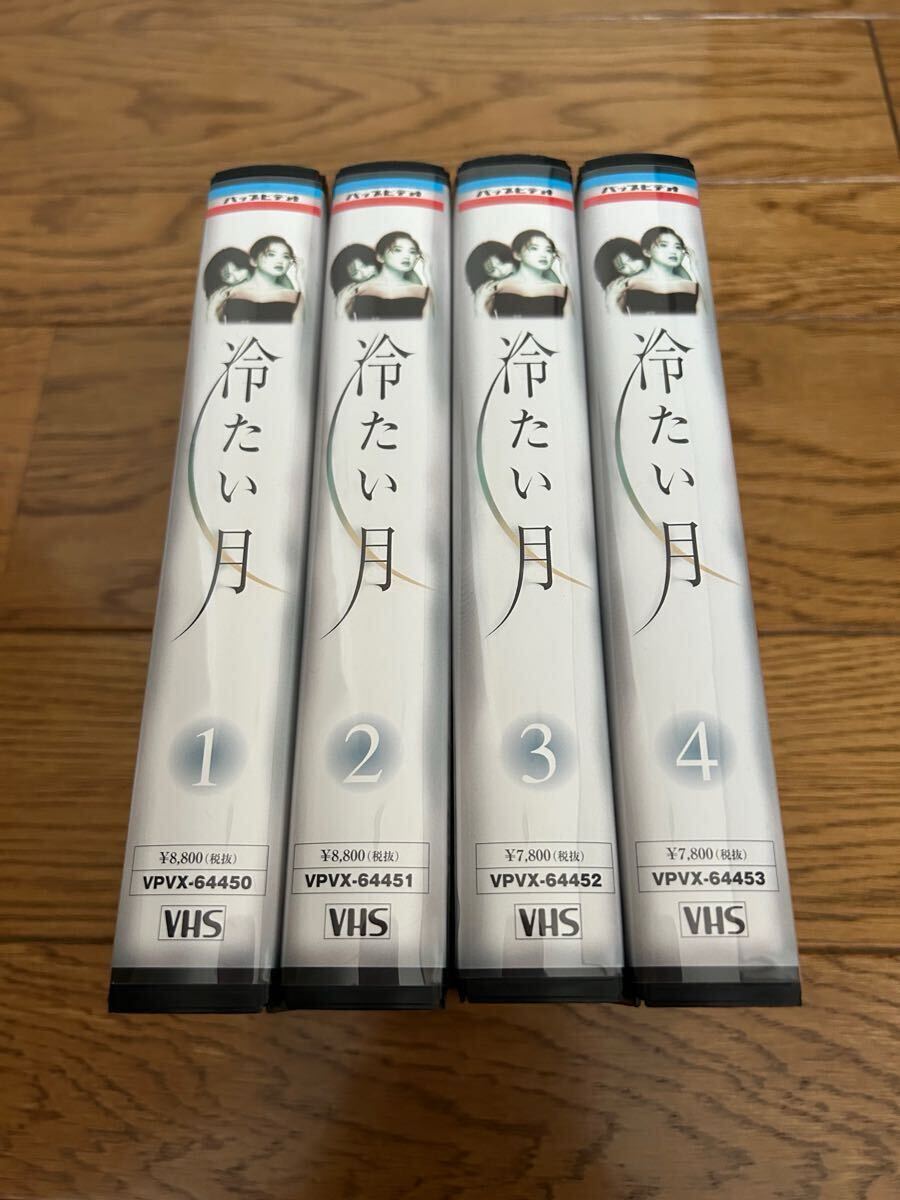 バップビデオ
冷たい月
1
¥8,800(税抜)
VPVX-64450
VHS
バップビデオ
冷たい月
2
¥8,800(税抜)
VPVX-64451
VHS
バップビデオ
冷たい月
3
¥7,800(税抜)
VPVX-64452
VHS
バップビデオ
冷たい月
4
¥7,800(税抜)
VPVX-64453
VHS